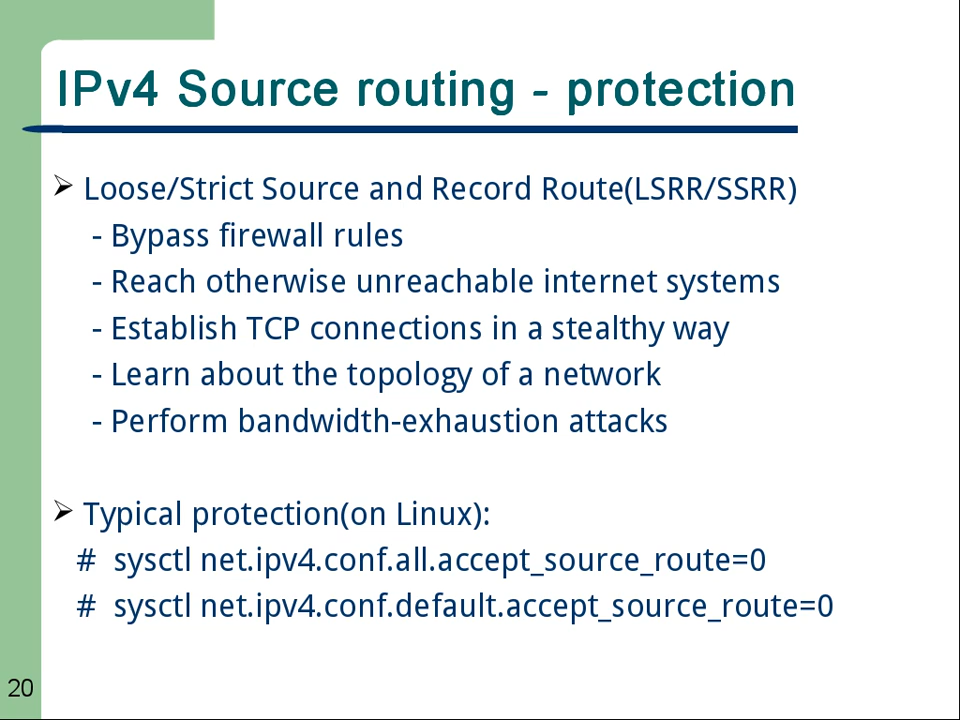 IPv4 Source routing - protection
➢ Loose/Strict Source and Record Route(LSRR/SSRR)
- Bypass firewall rules
- Reach otherwise unreachable internet systems
- Establish TCP connections in a stealthy way
- Learn about the topology of a network
- Perform bandwidth-exhaustion attacks
➢ Typical protection(on Linux):
# sysctl net.ipv4.conf.all.accept_source_route=0
# sysctl net.ipv4.conf.default.accept_source_route=0
20